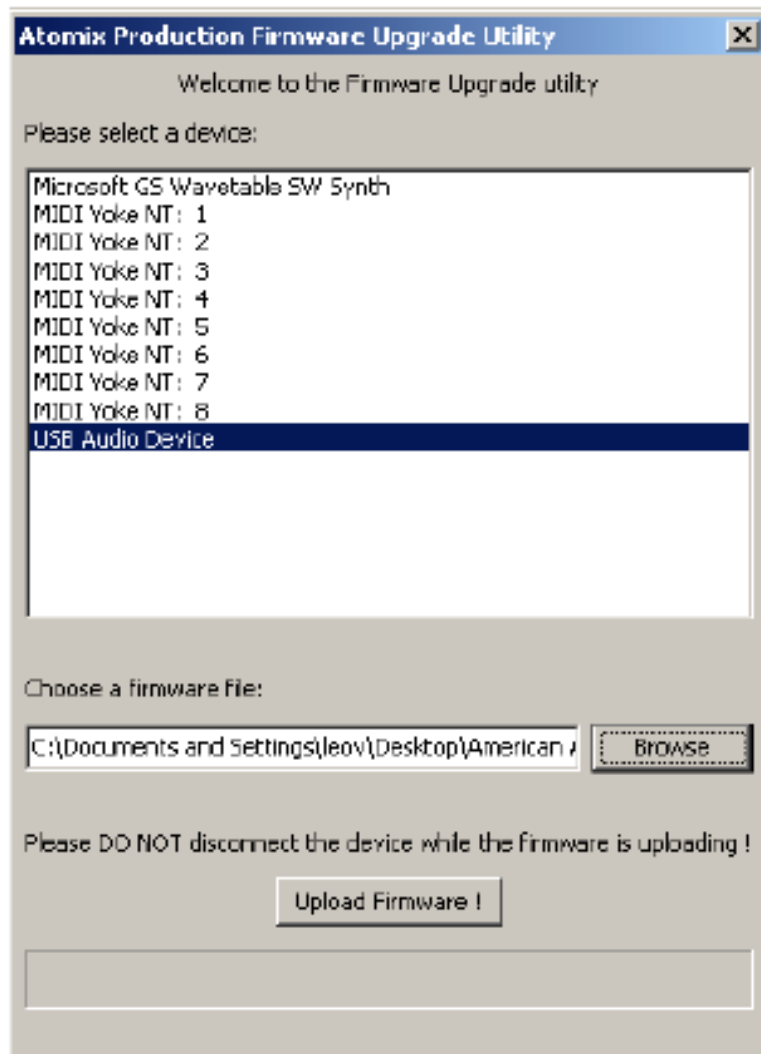 Atomix Production Firmware Upgrade Utility
Welcome to the Firmware Upgrade utility
Please select a device:
Microsoft GS Wavetable SW Synth
MIDI Yoke NT: 1
MIDI Yoke NT: 2
MIDI Yoke NT: 3
MIDI Yoke NT: 4
MIDI Yoke NT: 5
MIDI Yoke NT: 6
MIDI Yoke NT: 7
MIDI Yoke NT: 8
USB Audio Device
Choose a firmware file:
C:\Documents and Settings\leov\Desktop\American A Browse
Please DO NOT disconnect the device while the firmware is uploading !
Upload Firmware !